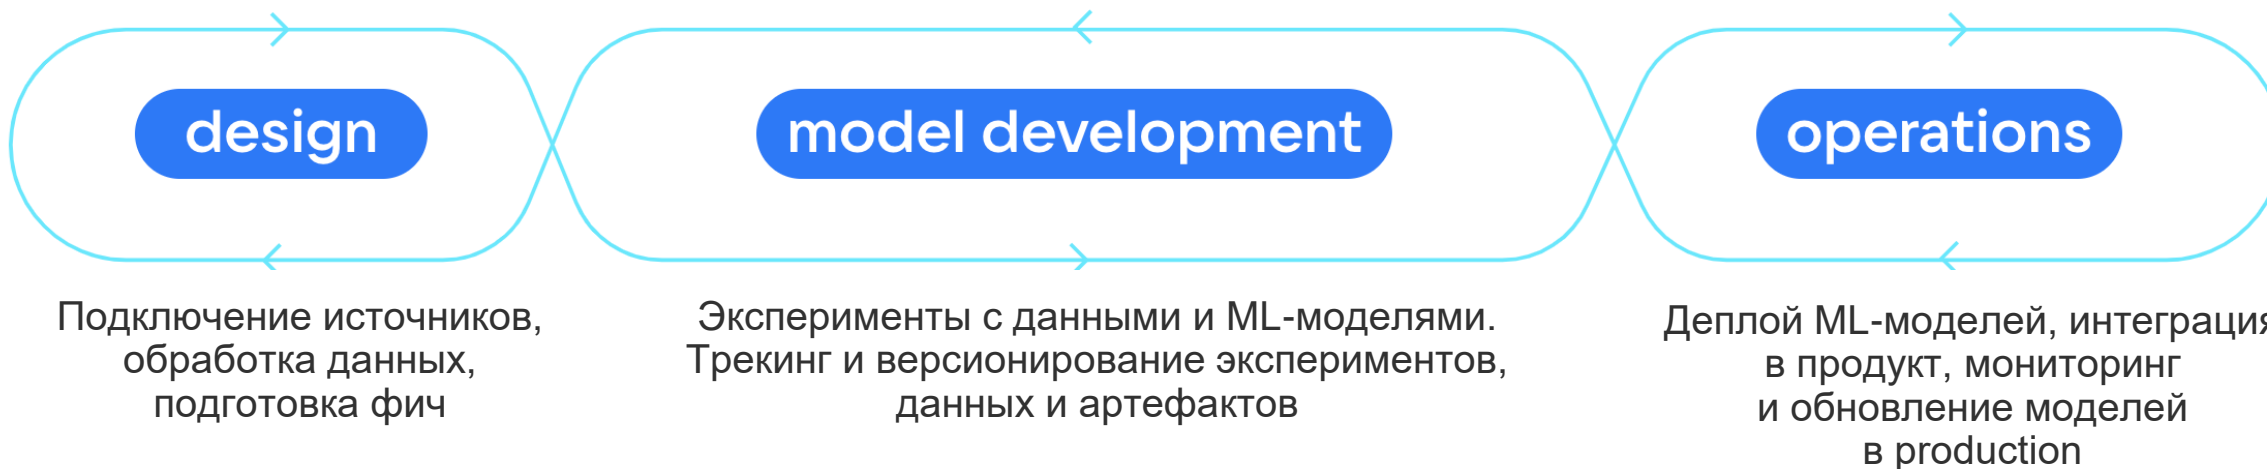 design
Подключение источников,
обработка данных,
подготовка фич
model development
Эксперименты с данными и ML-моделями.
Трекинг и версионирование экспериментов,
данных и артефактов
operations
Деплой ML-моделей, интеграция
в продукт, мониторинг
и обновление моделей
в production